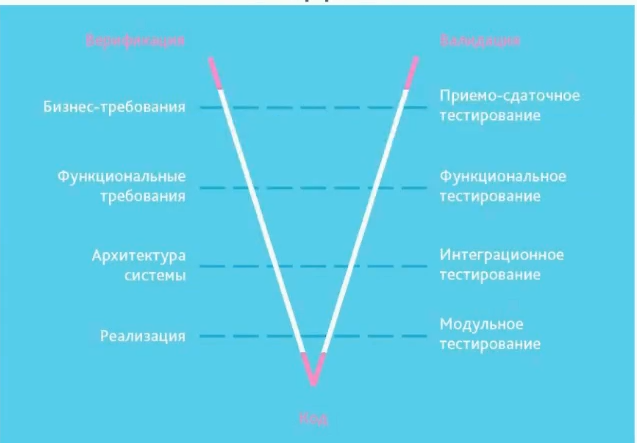 Верификация
Валидация
Бизнес-требования
Приемо-сдаточное
тестирование
Функциональные
требования
Функциональное
тестирование
Архитектура
системы
Интеграционное
тестирование
Реализация
Модульное
тестирование
Код